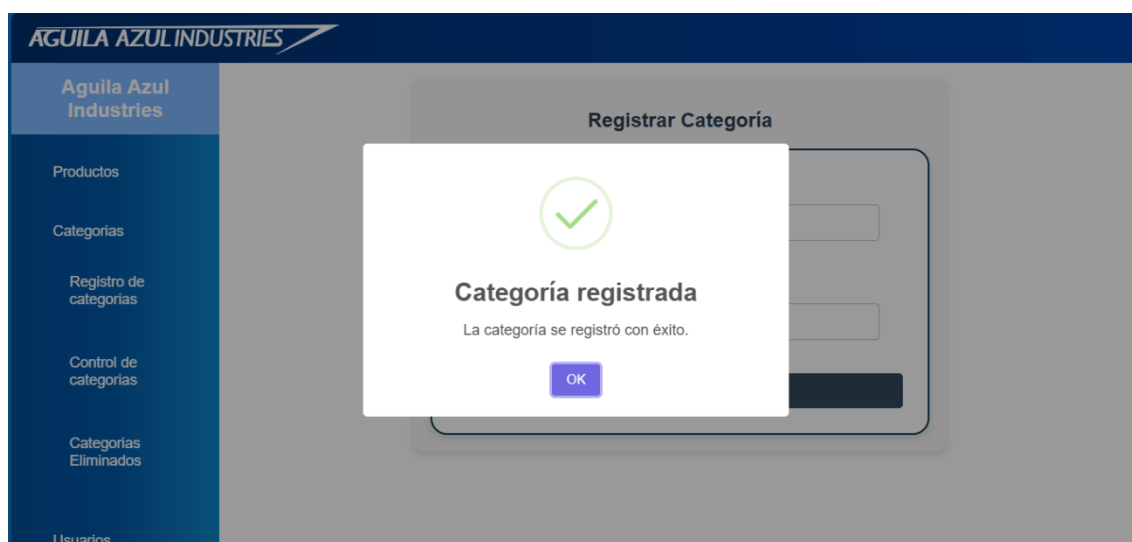 AGUILA AZUL INDUSTRIES
Aguila Azul
Industries
Productos
Categorias
Registro de
categorias
Control de
categorias
Categorias
Eliminados
Usuarios
Registrar Categoría
Categoría registrada
La categoría se registró con éxito.
OK